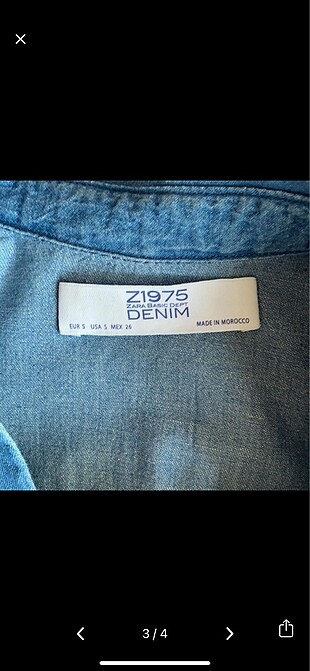 Z1975
ZARA BASIC DEPT
DENIM
EUR S USA S MEX 26
MADE IN MOROCCO
3 / 4